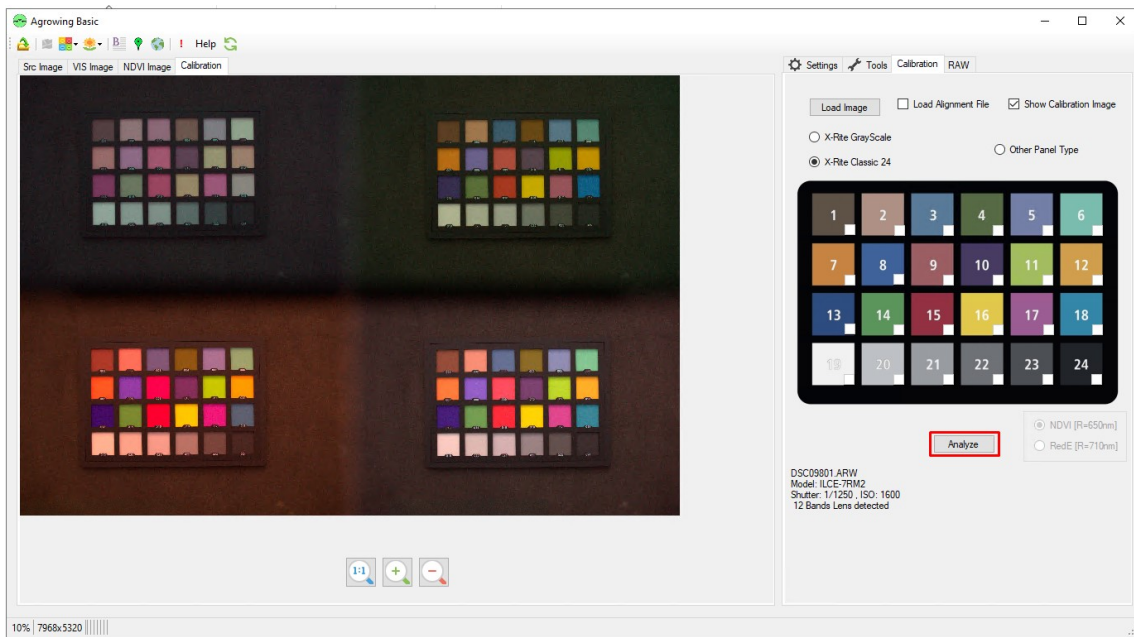 Agrowing Basic
Help
Src Image VIS Image NDVI Image Calibration
Settings Tools Calibration RAW
Load Image Load Alignment File Show Calibration Image
X-Rite GrayScale
Other Panel Type
X-Rite Classic 24
1 2 3 4 5 6
7 8 9 10 11 12
13 14 15 16 17 18
19 20 21 22 23 24
NDVI [R=650nm]
Analyze
RedE [R=710nm]
DSC09801.ARW
Model: ILCE-7RM2
Shutter: 1/1250 , ISO: 1600
12 Bands Lens detected
1:1
10% 7968x5320